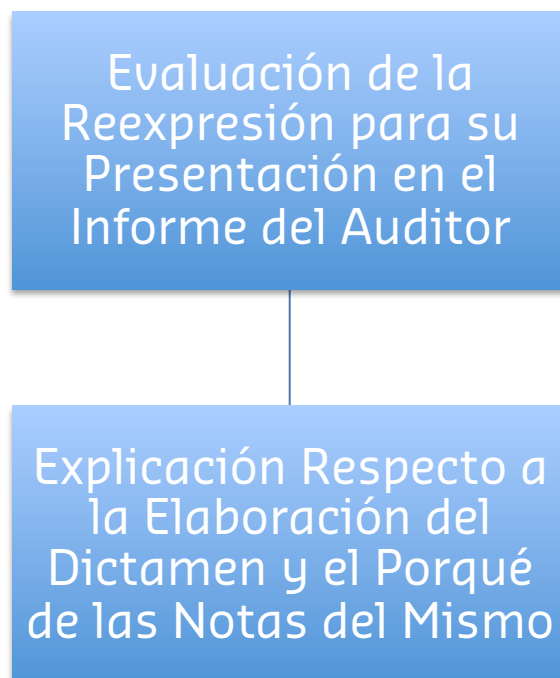 Evaluación de la
Reexpresión para su
Presentación en el
Informe del Auditor
Explicación Respecto a
la Elaboración del
Dictamen y el Porqué
de las Notas del Mismo